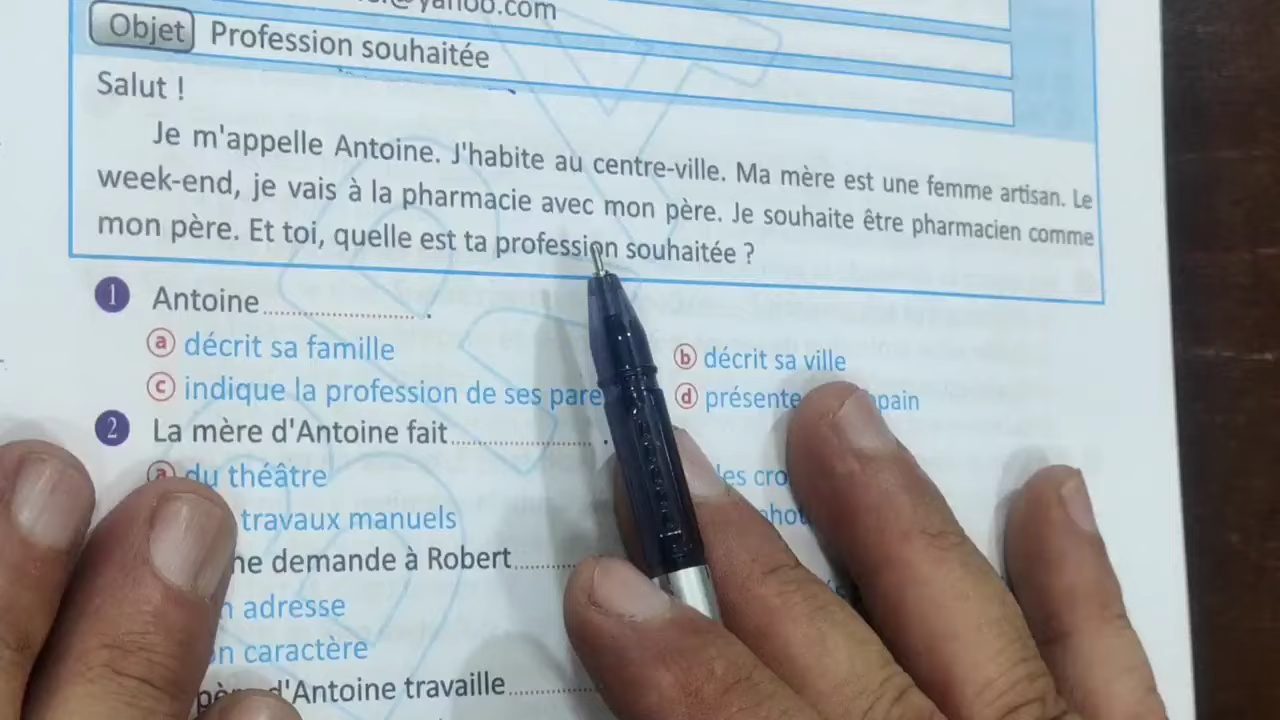 @yahoo.com
Objet Profession souhaitée
Salut !
Je m'appelle Antoine. J'habite au centre-ville. Ma mère est une femme artisan. Le
week-end, je vais à la pharmacie avec mon père. Je souhaite être pharmacien comme
mon père. Et toi, quelle est ta profession souhaitée ?
1 Antoine.................... .
a décrit sa famille
b décrit sa ville
c indique la profession de ses pare
d présente pain
2 La mère d'Antoine fait.................... .
a du théâtre
les cro
travaux manuels
phot
ne demande à Robert..........
adresse
n caractère
père d'Antoine travaille..........